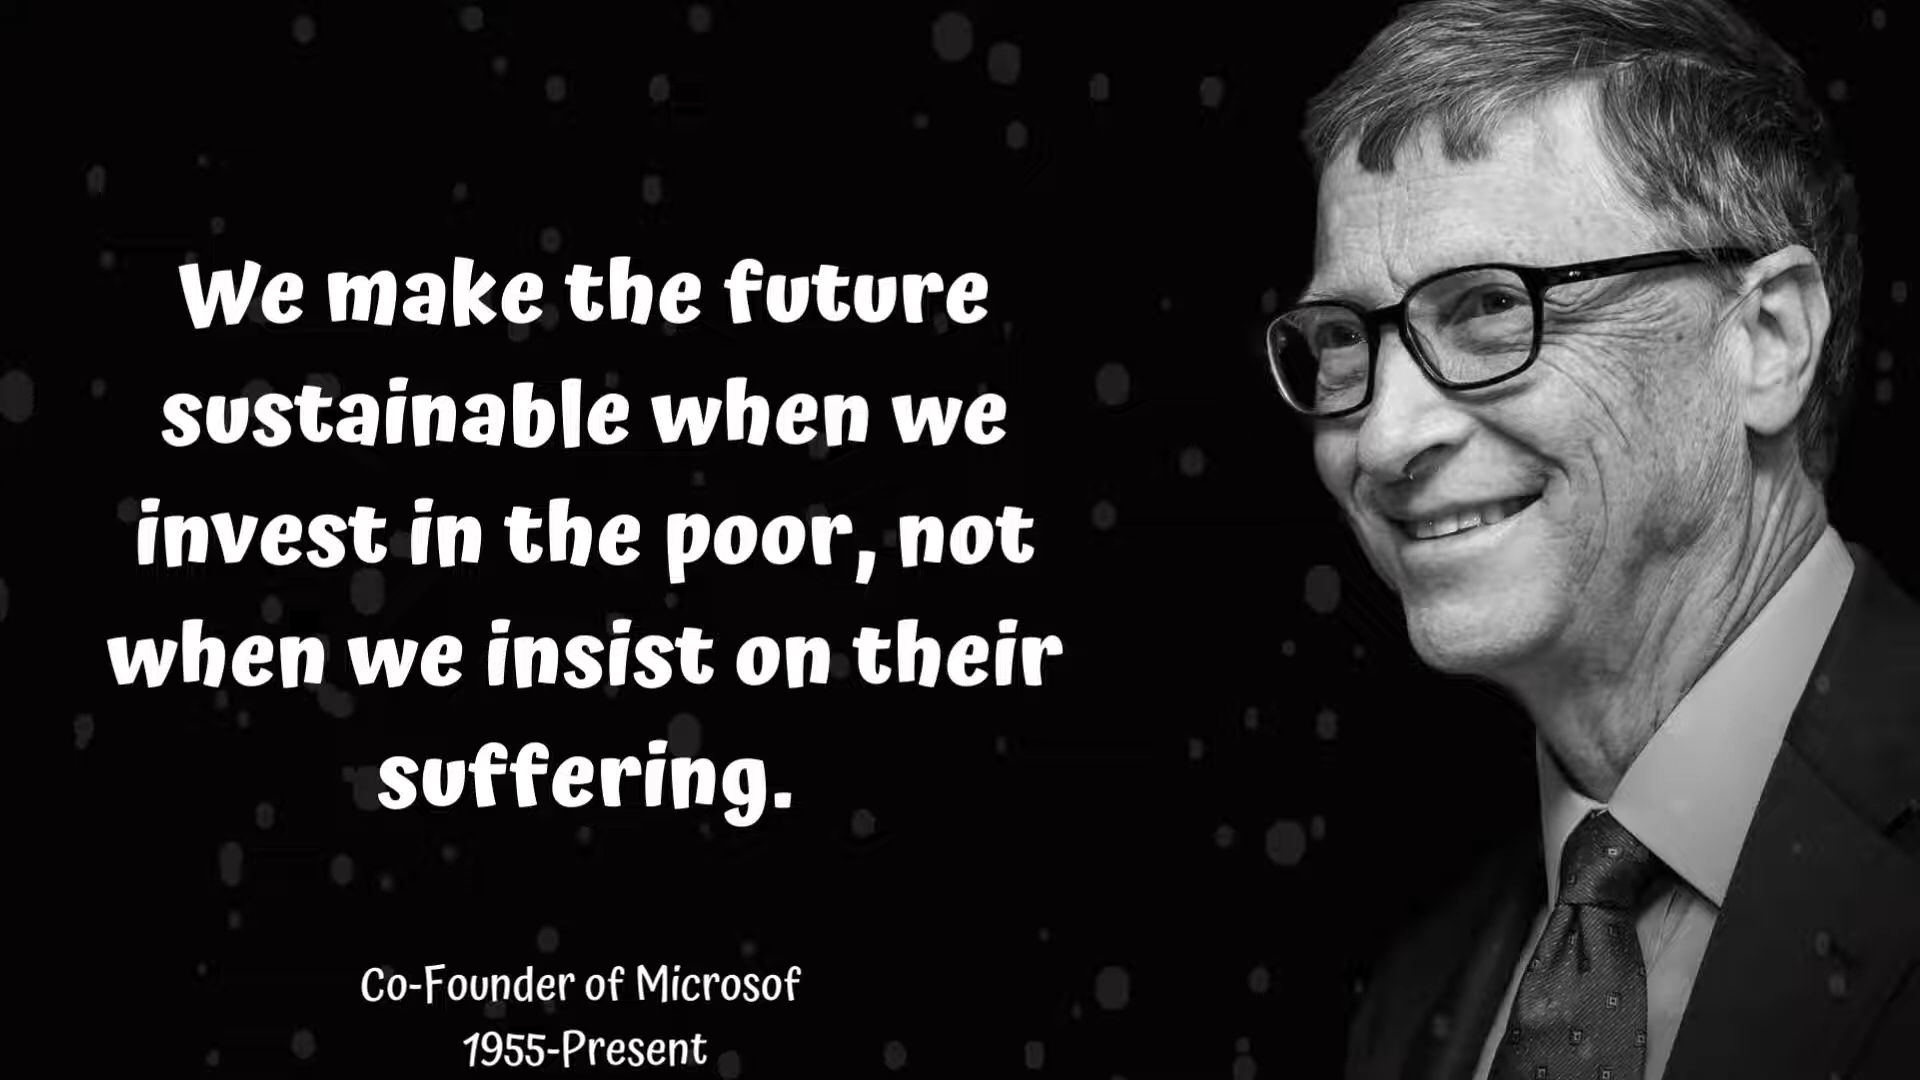 We make the future
sustainable when we
invest in the poor, not
when we insist on their
suffering.
Co-Founder of Microsof
1955-Present